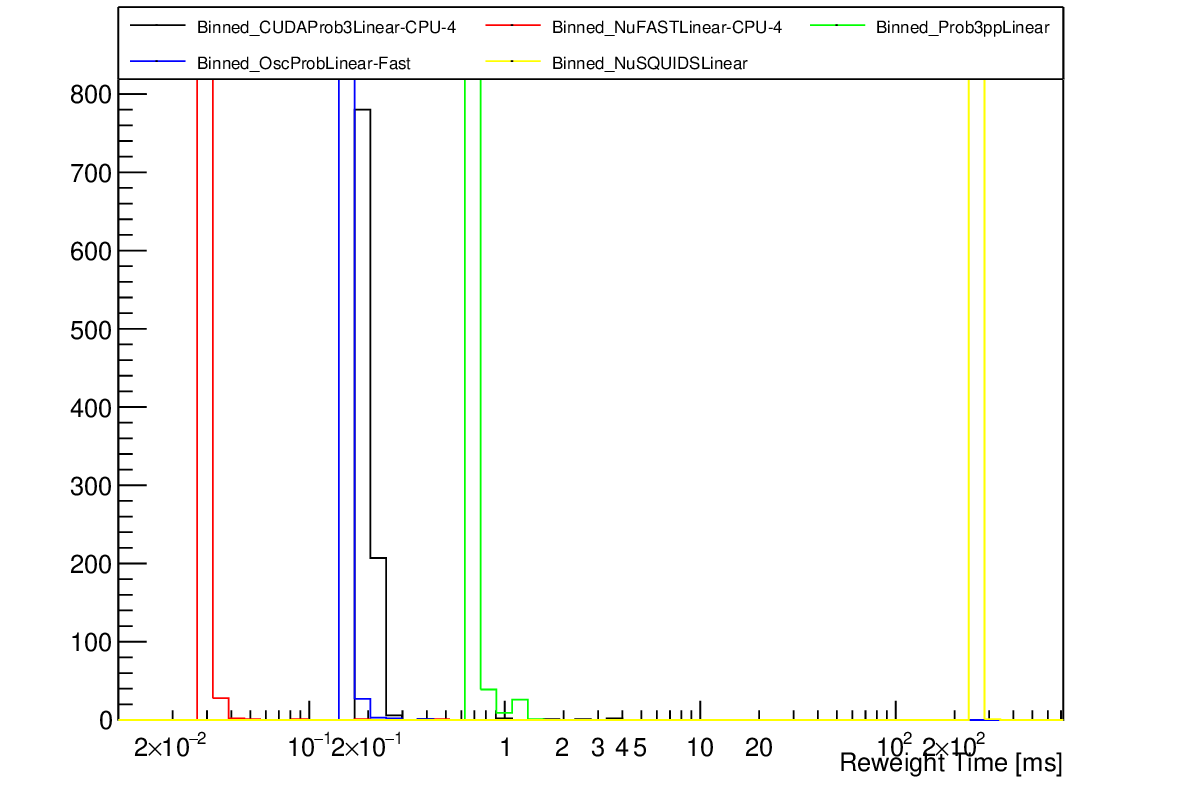 Binned_CUDAProb3Linear-CPU-4 Binned_NuFASTLinear-CPU-4 Binned_Prob3ppLinear
Binned_OscProbLinear-Fast Binned_NuSQUIDSLinear
800
700
600
500
400
300
200
100
0
2×10⁻² 10⁻¹ 2×10⁻¹ 1 2 3 4 5 10 20 10² 2×10²
Reweight Time [ms]